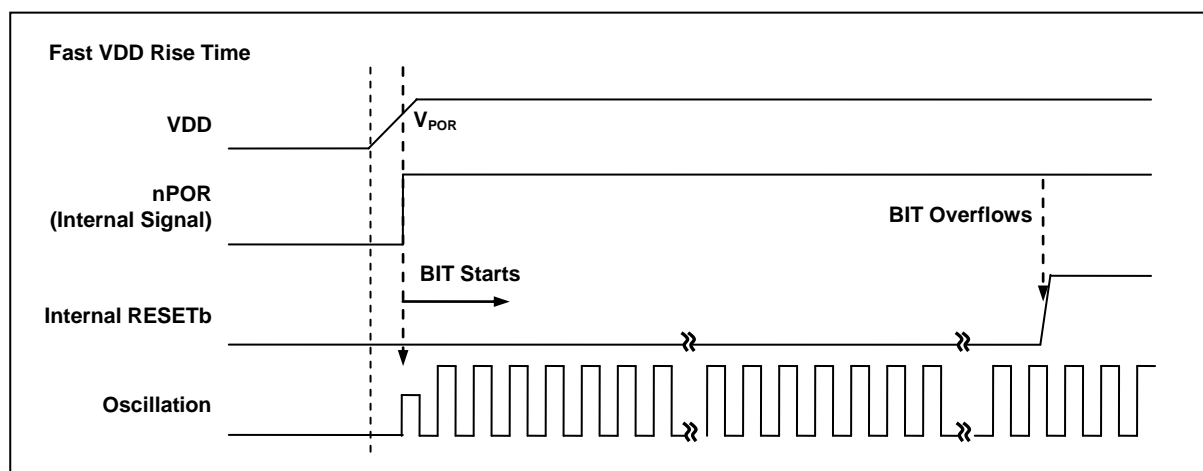 Fast VDD Rise Time
VDD
VPOR
nPOR
(Internal Signal)
BIT Overflows
BIT Starts
Internal RESETb
Oscillation